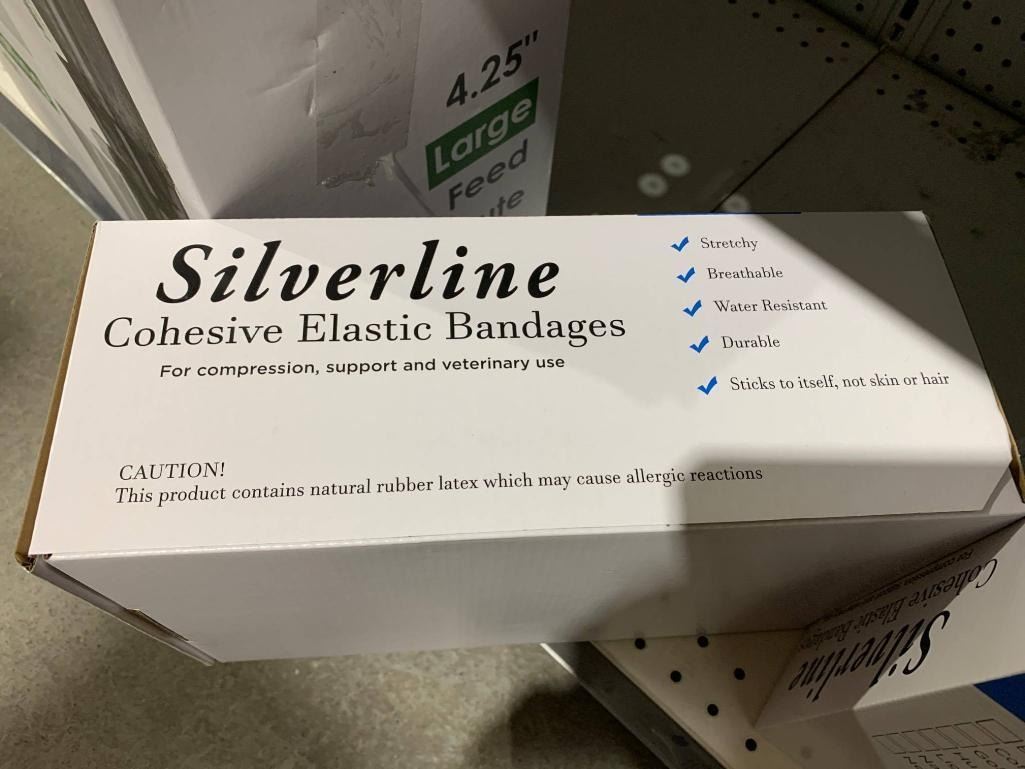 4.25"
Large
Feed
Silverline
Cohesive Elastic Bandages
For compression, support and veterinary use
Stretchy
Breathable
Water Resistant
Durable
Sticks to itself, not skin or hair
CAUTION!
This product contains natural rubber latex which may cause allergic reactions
Silverline
Cohesive Elastic Bandages